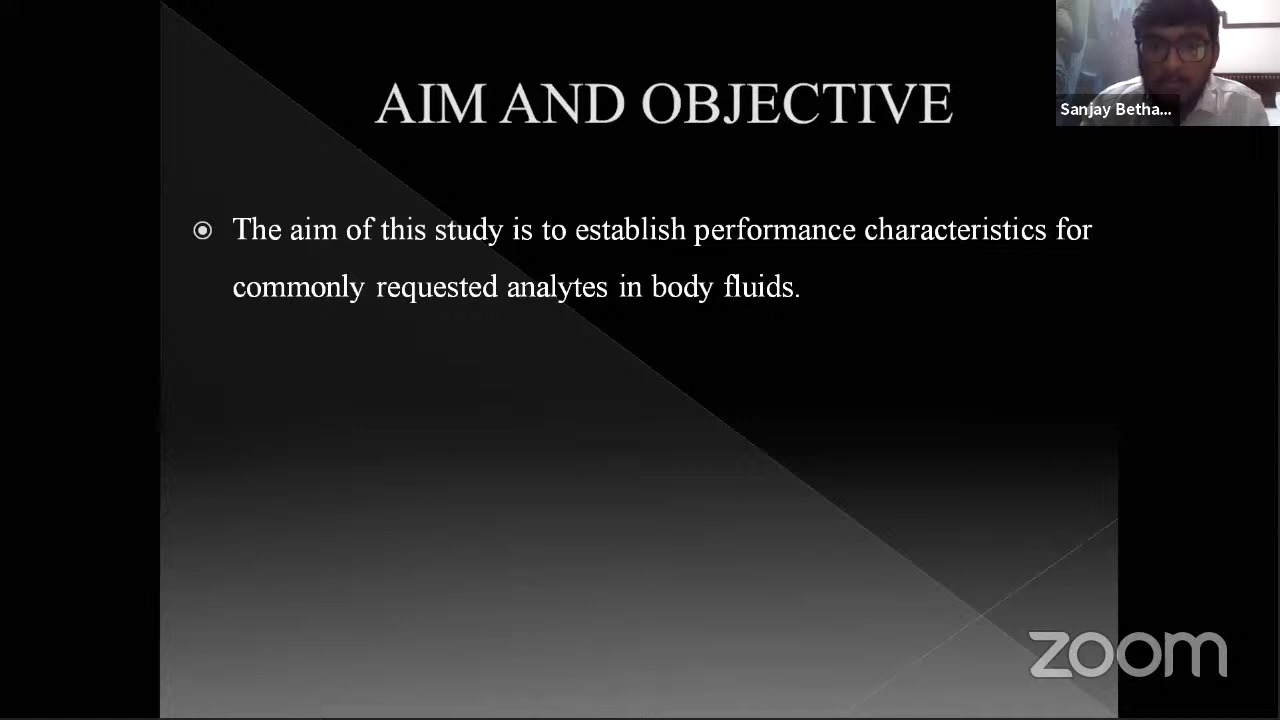 AIM AND OBJECTIVE
Sanjay Betha...
The aim of this study is to establish performance characteristics for
commonly requested analytes in body fluids.
zoom